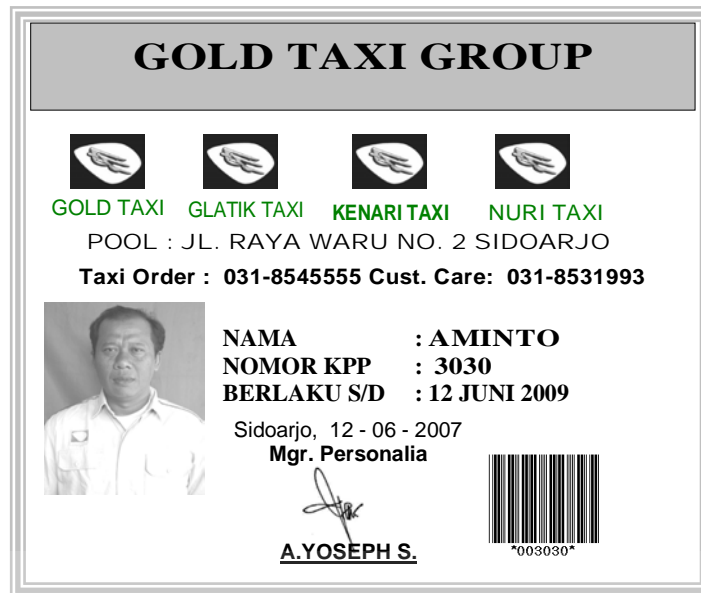 GOLD TAXI GROUP
GOLD TAXI GLATIK TAXI KENARI TAXI NURI TAXI
POOL : JL. RAYA WARU NO. 2 SIDOARJO
Taxi Order : 031-8545555 Cust. Care: 031-8531993
NAMA : AMINTO
NOMOR KPP : 3030
BERLAKU S/D : 12 JUNI 2009
Sidoarjo, 12 - 06 - 2007
Mgr. Personalia
A.YOSEPH S.
*003030*